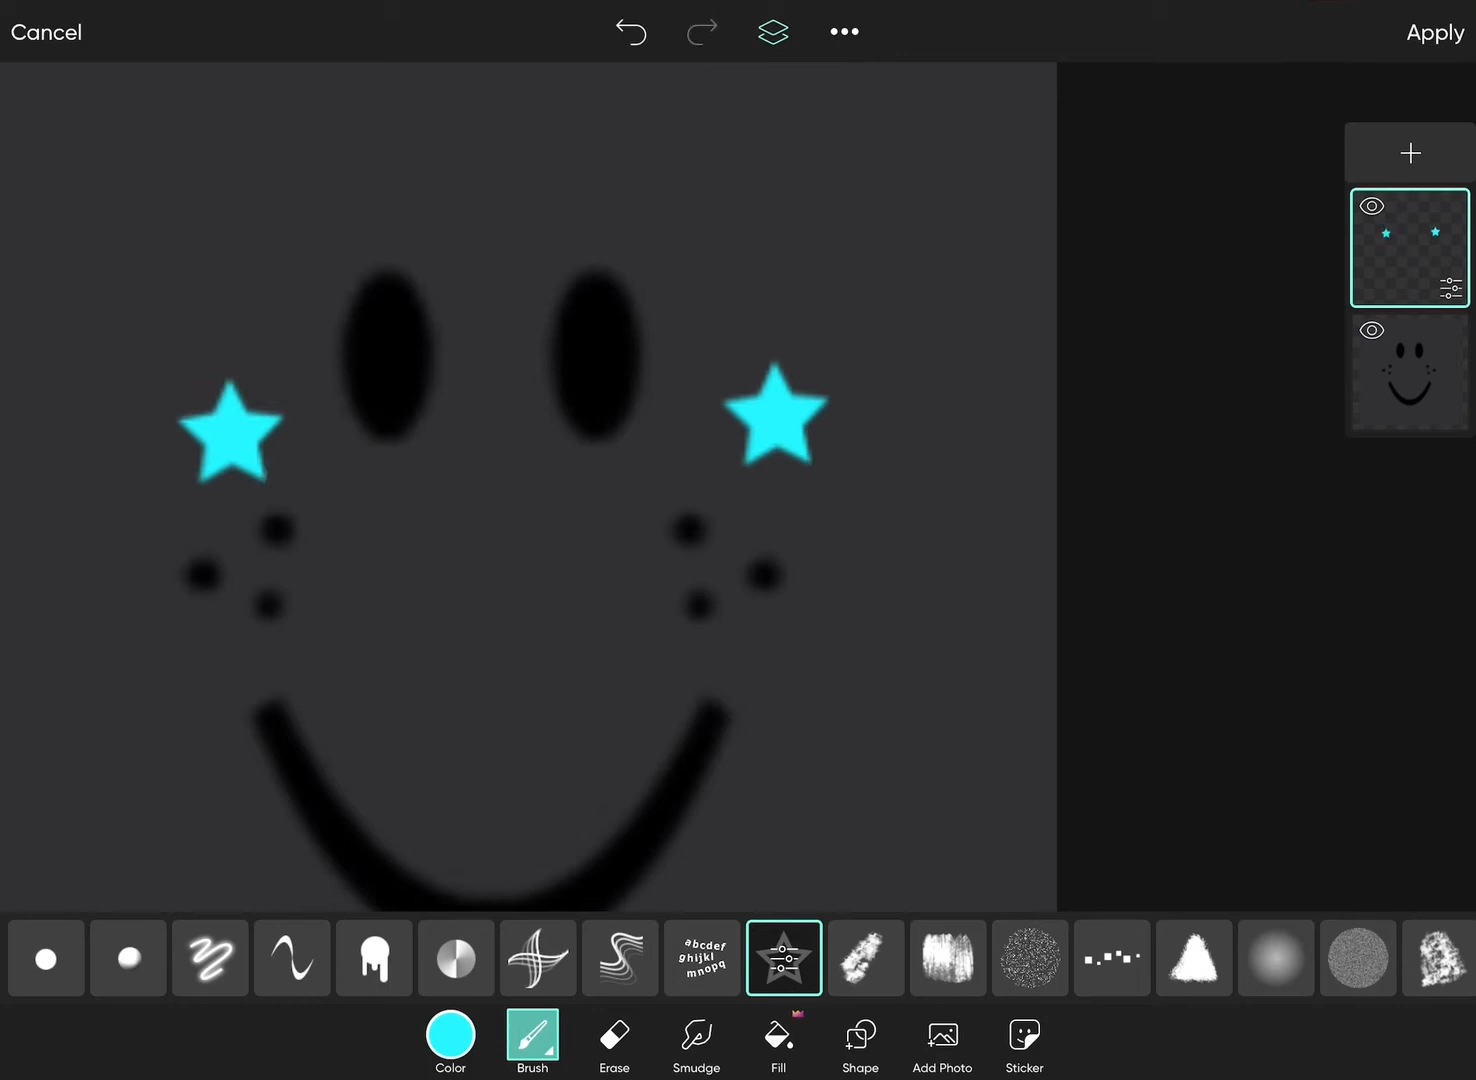 Cancel
Apply
abcdef
ghijkl
mnopq
Color
Brush
Erase
Smudge
Fill
Shape
Add Photo
Sticker